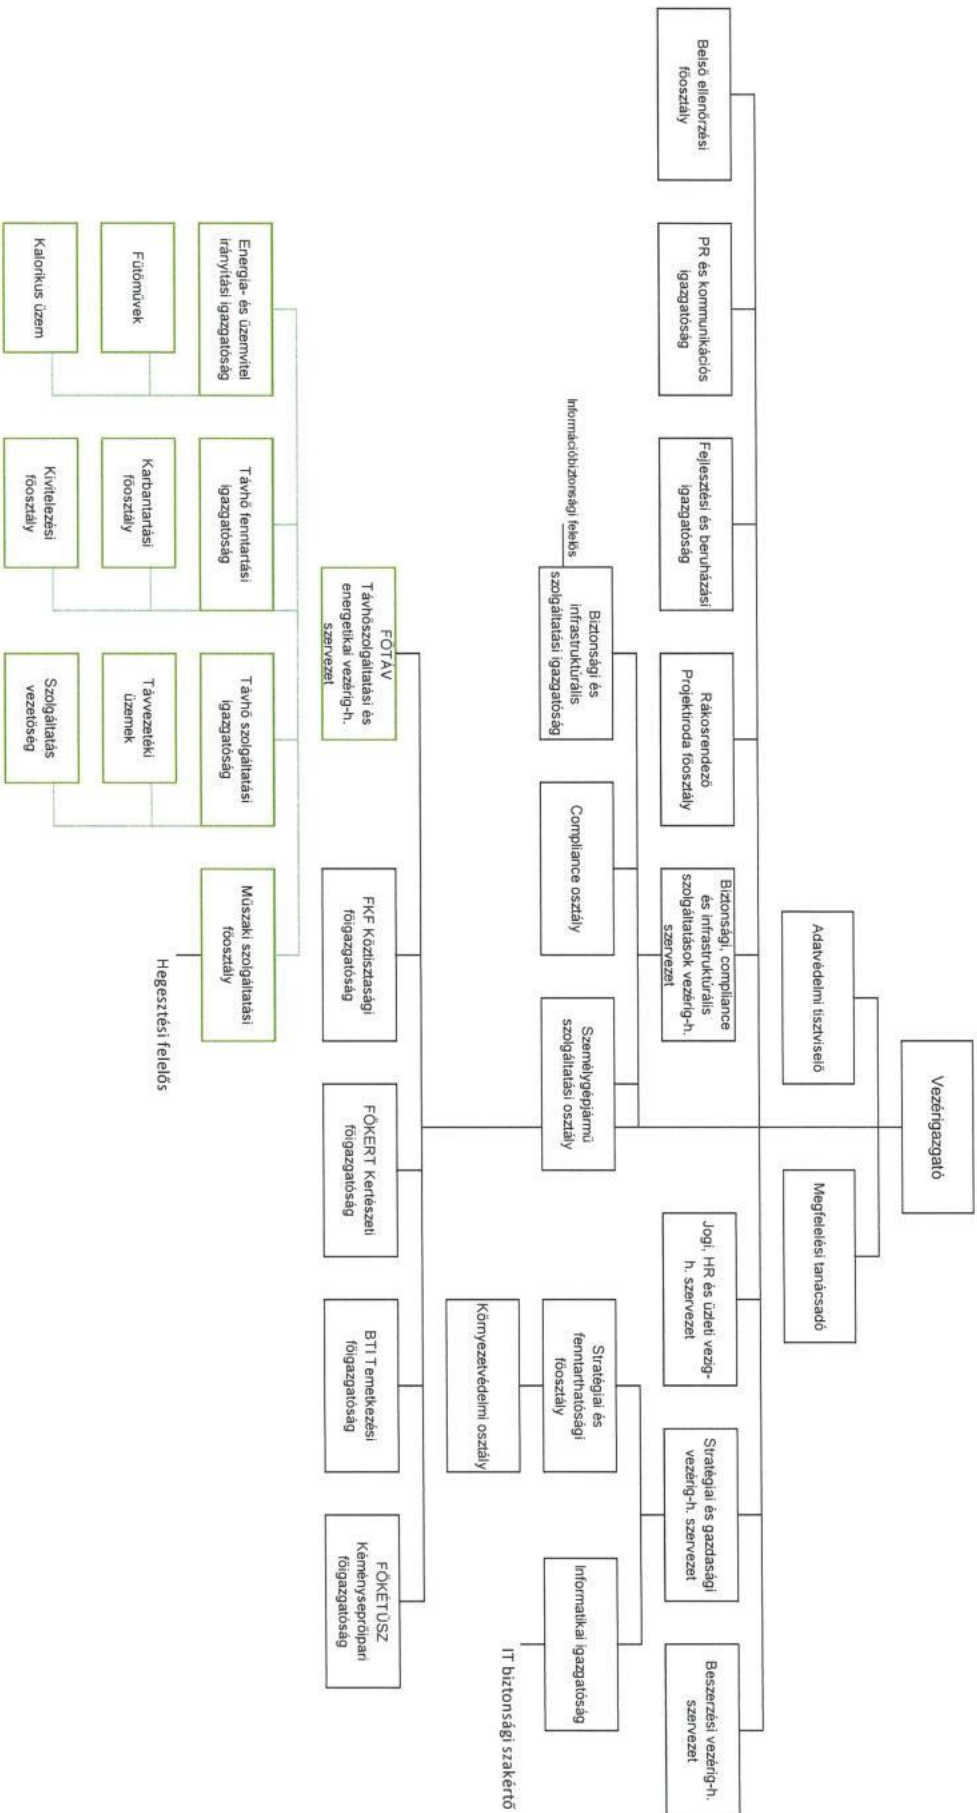 Vezérigazgató
Adatvédelmi tisztviselő
Megfelelési tanácsadó
Belső ellenőrzési
főosztály
PR és kommunikációs
igazgatóság
Fejlesztési és beruházási
igazgatóság
Rákosrendező
Projektiroda főosztály
Biztonsági, compliance
és infrastruktúrális
szolgáltatások vezérig-h.
szervezet
Jogi, HR és üzleti vezig-
h. szervezet
Stratégiai és gazdasági
vezérig-h. szervezet
Beszerzési vezérig-h.
szervezet
Információbiztonsági felelős
Biztonsági és
infrastruktúrális
szolgáltatási igazgatóság
Compliance osztály
Személygépjármű
szolgáltatási osztály
Stratégiai és
fenntarthatósági
főosztály
Informatikai igazgatóság
Környezetvédelmi osztály
IT biztonsági szakértő
FŐTÁV
Távhőszolgáltatási és
energetikai vezérig-h.
szervezet
FKF Köztisztasági
főigazgatóság
FŐKERT Kertészeti
főigazgatóság
BTI Temetkezési
főigazgatóság
FŐKÉTÜSZ
Kéményseprőipari
főigazgatóság
Energia- és üzemvitel
irányítási igazgatóság
Távhő fenntartási
igazgatóság
Távhő szolgáltatási
igazgatóság
Műszaki szolgáltatási
főosztály
Fűtőművek
Karbantartási
főosztály
Távvezetéki
üzemek
Hegesztési felelős
Kalorikus üzem
Kivitelezési
főosztály
Szolgáltatás
vezetőség